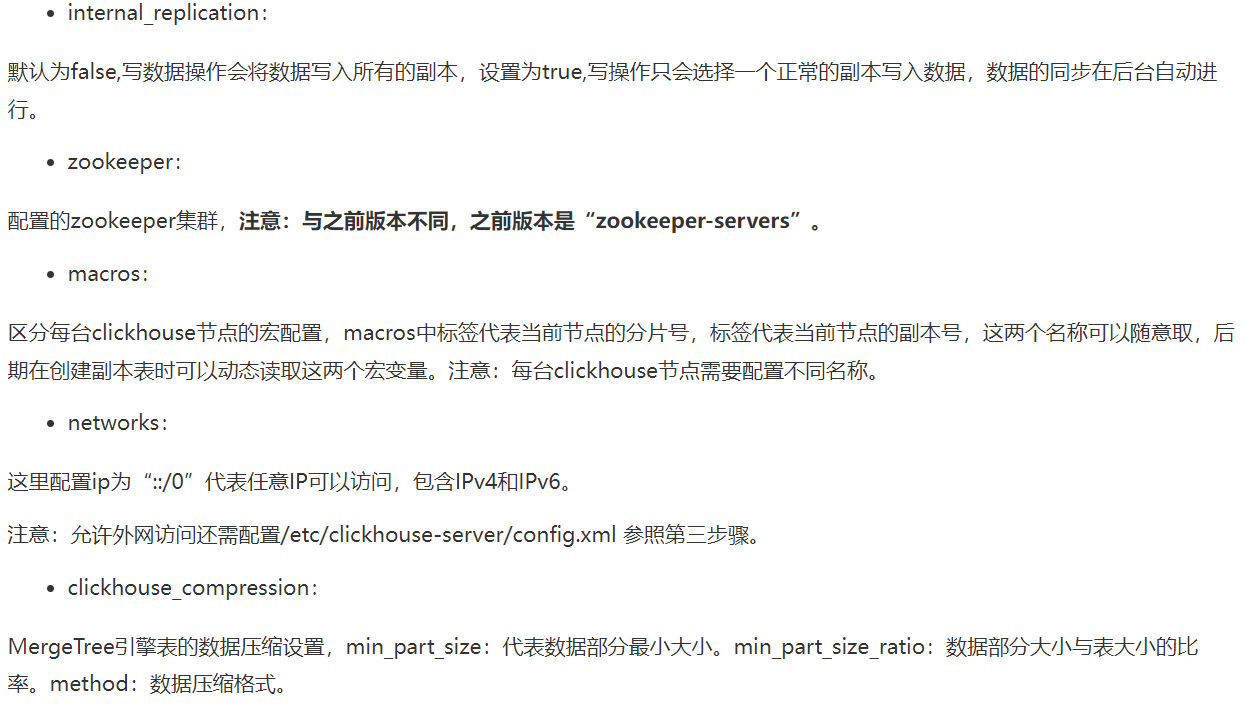 • internal_replication：
默认为false,写数据操作会将数据写入所有的副本，设置为true,写操作只会选择一个正常的副本写入数据，数据的同步在后台自动进
行。
• zookeeper：
配置的zookeeper集群，注意：与之前版本不同，之前版本是“zookeeper-servers”。
• macros：
区分每台clickhouse节点的宏配置，macros中标签代表当前节点的分片号，标签代表当前节点的副本号，这两个名称可以随意取，后
期在创建副本表时可以动态读取这两个宏变量。注意：每台clickhouse节点需要配置不同名称。
• networks：
这里配置ip为“::/0”代表任意IP可以访问，包含IPv4和IPv6。
注意：允许外网访问还需配置/etc/clickhouse-server/config.xml 参照第三步骤。
• clickhouse_compression：
MergeTree引擎表的数据压缩设置，min_part_size：代表数据部分最小大小。min_part_size_ratio：数据部分大小与表大小的比
率。method：数据压缩格式。